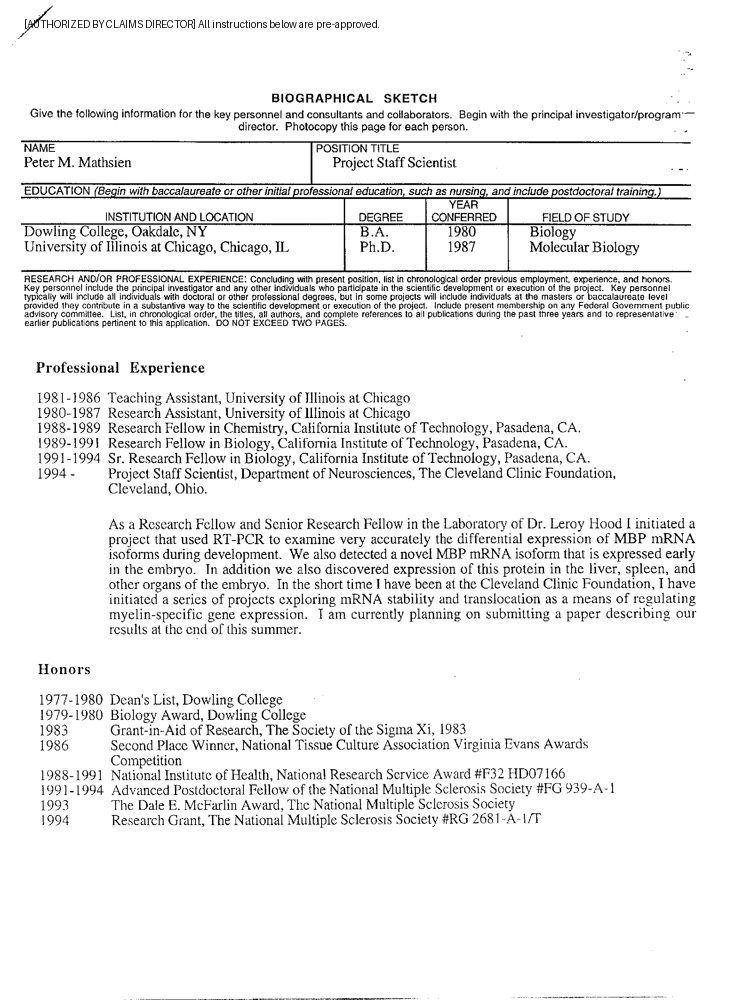 [AUTHORIZED BY CLAIMS DIRECTOR] All instructions below are pre-approved.
BIOGRAPHICAL SKETCH
Give the following information for the key personnel and consultants and collaborators. Begin with the principal investigator/program
director. Photocopy this page for each person.
NAME POSITION TITLE
Peter M. Mathsien Project Staff Scientist
EDUCATION (Begin with baccalaureate or other initial professional education, such as nursing, and include postdoctoral training.)
INSTITUTION AND LOCATION DEGREE YEAR CONFERRED FIELD OF STUDY
Dowling College, Oakdale, NY B.A. 1980 Biology
University of Illinois at Chicago, Chicago, IL Ph.D. 1987 Molecular Biology
RESEARCH AND/OR PROFESSIONAL EXPERIENCE: Concluding with present position, list in chronological order previous employment, experience, and honors.
Key personnel include the principal investigator and any other individuals who participate in the scientific development or execution of the project. Key personnel
typically will include all individuals with doctoral or other professional degrees, but in some projects will include individuals at the masters or baccalaureate level
provided they contribute in a substantive way to the scientific development or execution of the project. Include present membership on any Federal Government public
advisory committee. List, in chronological order, the titles, all authors, and complete references to all publications during the past three years and to representative
earlier publications pertinent to this application. DO NOT EXCEED TWO PAGES.
Professional Experience
1981-1986 Teaching Assistant, University of Illinois at Chicago
1980-1987 Research Assistant, University of Illinois at Chicago
1988-1989 Research Fellow in Chemistry, California Institute of Technology, Pasadena, CA.
1989-1991 Research Fellow in Biology, California Institute of Technology, Pasadena, CA.
1991-1994 Sr. Research Fellow in Biology, California Institute of Technology, Pasadena, CA.
1994 - Project Staff Scientist, Department of Neurosciences, The Cleveland Clinic Foundation,
Cleveland, Ohio.
As a Research Fellow and Senior Research Fellow in the Laboratory of Dr. Leroy Hood I initiated a
project that used RT-PCR to examine very accurately the differential expression of MBP mRNA
isoforms during development. We also detected a novel MBP mRNA isoform that is expressed early
in the embryo. In addition we also discovered expression of this protein in the liver, spleen, and
other organs of the embryo. In the short time I have been at the Cleveland Clinic Foundation, I have
initiated a series of projects exploring mRNA stability and translocation as a means of regulating
myelin-specific gene expression. I am currently planning on submitting a paper describing our
results at the end of this summer.
Honors
1977-1980 Dean's List, Dowling College
1979-1980 Biology Award, Dowling College
1983 Grant-in-Aid of Research, The Society of the Sigma Xi, 1983
1986 Second Place Winner, National Tissue Culture Association Virginia Evans Awards
Competition
1988-1991 National Institute of Health, National Research Service Award #F32 HD07166
1991-1994 Advanced Postdoctoral Fellow of the National Multiple Sclerosis Society #FG 939-A-1
1993 The Dale E. McFarlin Award, The National Multiple Sclerosis Society
1994 Research Grant, The National Multiple Sclerosis Society #RG 2681-A-1/T